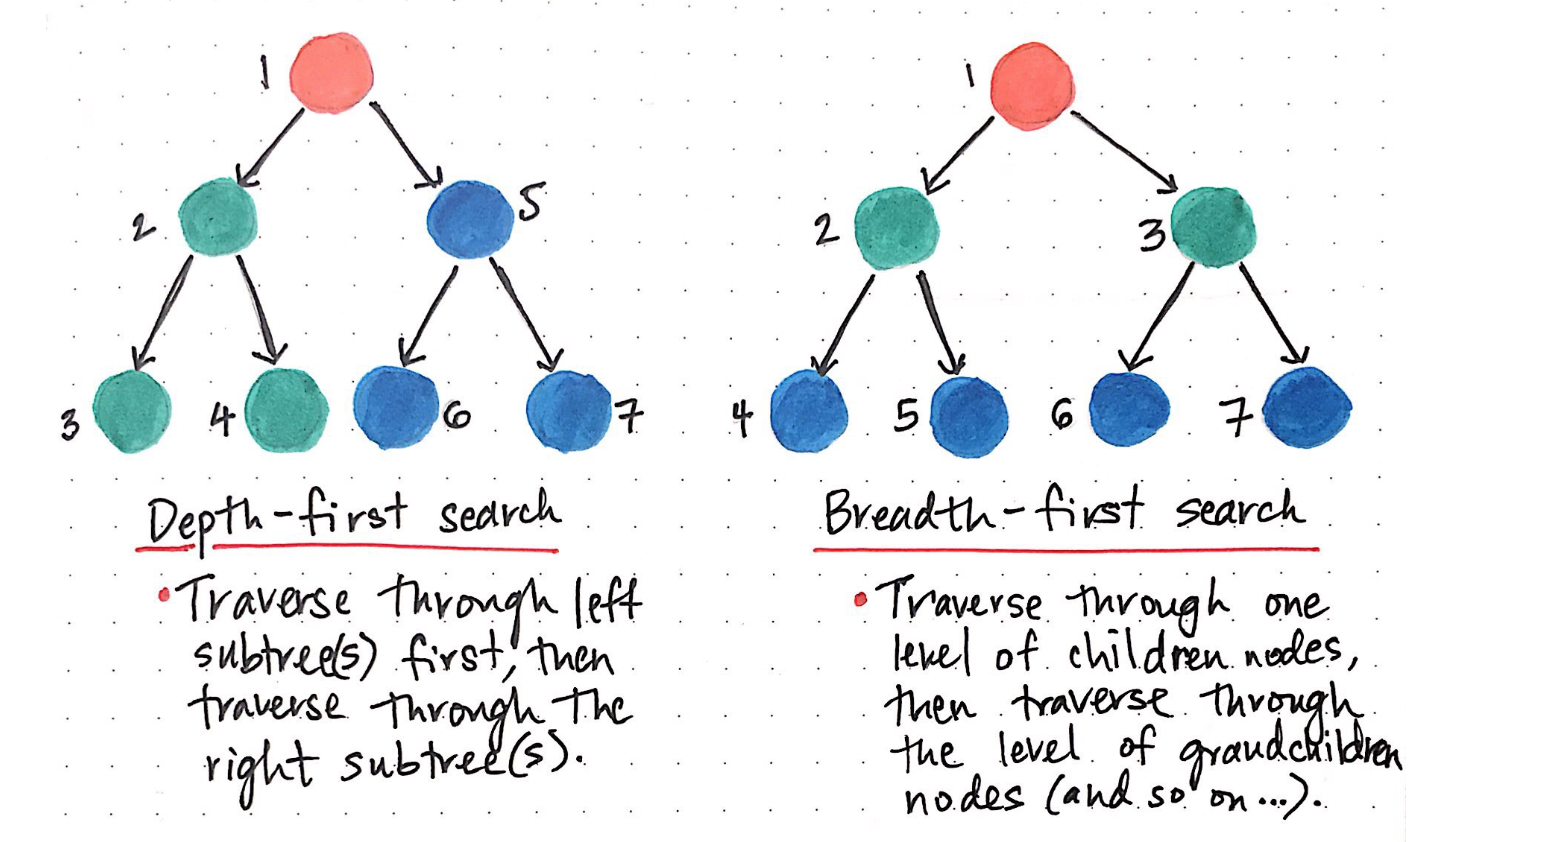 1
2
5
3
4
6
7
Depth-first search
• Traverse through left
subtree(s) first, then
traverse through the
right subtree(s).
1
2
3
4
5
6
7
Breadth-first search
• Traverse through one
level of children nodes,
then traverse through
the level of grandchildren
nodes (and so on...).